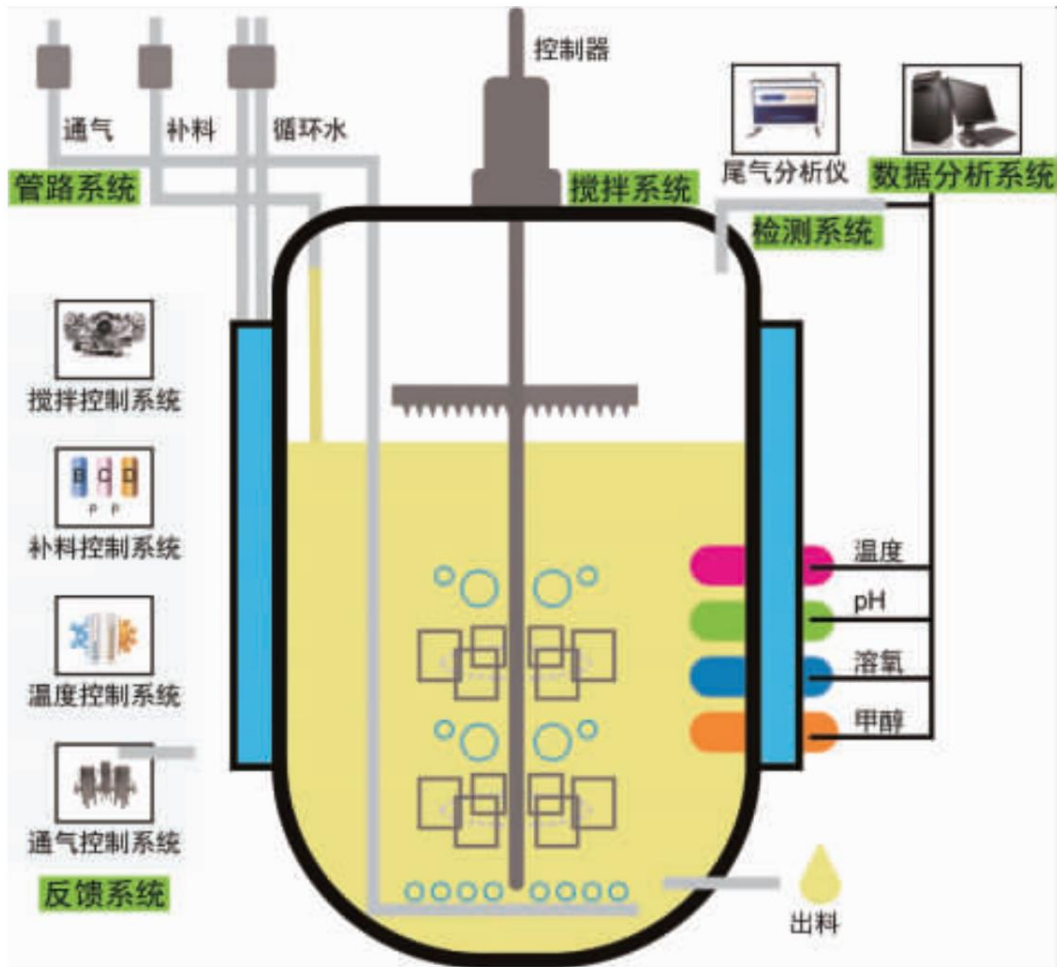 控制器
通气
补料
循环水
管路系统
搅拌系统
尾气分析仪
数据分析系统
检测系统
搅拌控制系统
B C D
P P
补料控制系统
温度控制系统
通气控制系统
反馈系统
温度
pH
溶氧
甲醇
出料